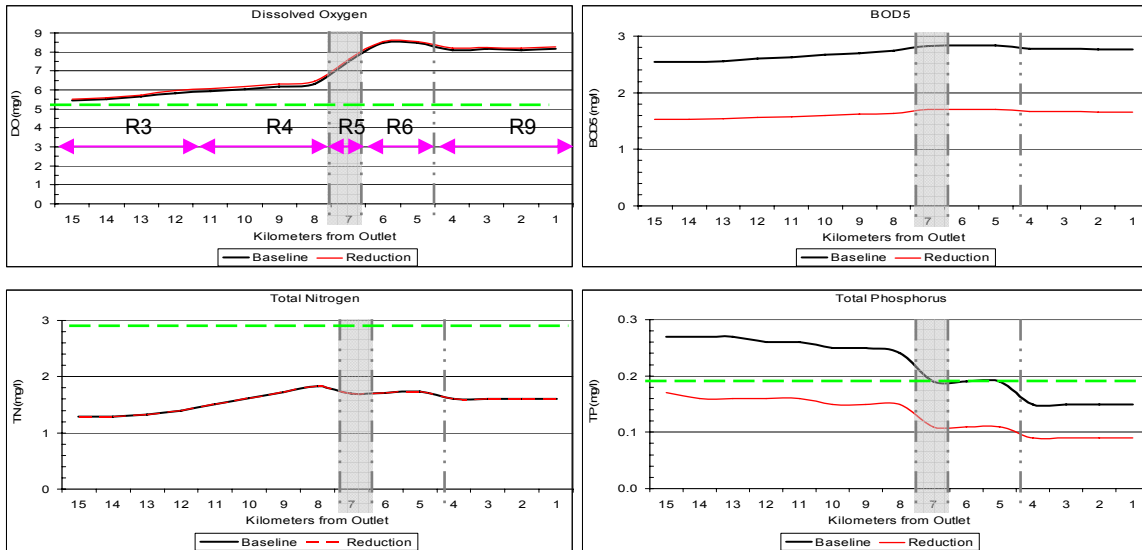 Dissolved Oxygen
DO(mg/l)
9
8
7
6
5
4
3
2
1
0
R3 R4 R5 R6 R9
15 14 13 12 11 10 9 8 7 6 5 4 3 2 1
Kilometers from Outlet
Baseline Reduction
BOD5
BOD5(mg/l)
3
2
1
0
15 14 13 12 11 10 9 8 7 6 5 4 3 2 1
Kilometers from Outlet
Baseline Reduction
Total Nitrogen
TN(mg/l)
3
2
1
0
15 14 13 12 11 10 9 8 7 6 5 4 3 2 1
Kilometers from Outlet
Baseline Reduction
Total Phosphorus
TP(mg/l)
0.3
0.2
0.1
0.0
15 14 13 12 11 10 9 8 7 6 5 4 3 2 1
Kilometers from Outlet
Baseline Reduction